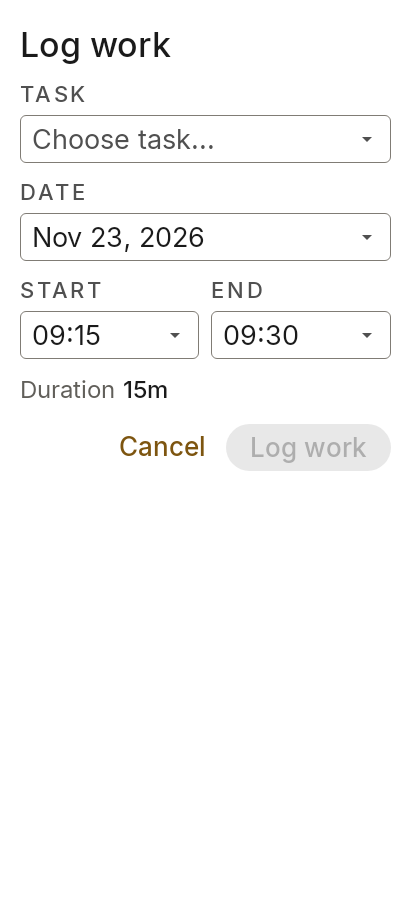 Log work
TASK
Choose task...
DATE
Nov 23, 2026
START END
09:15 09:30
Duration 15m
Cancel Log work